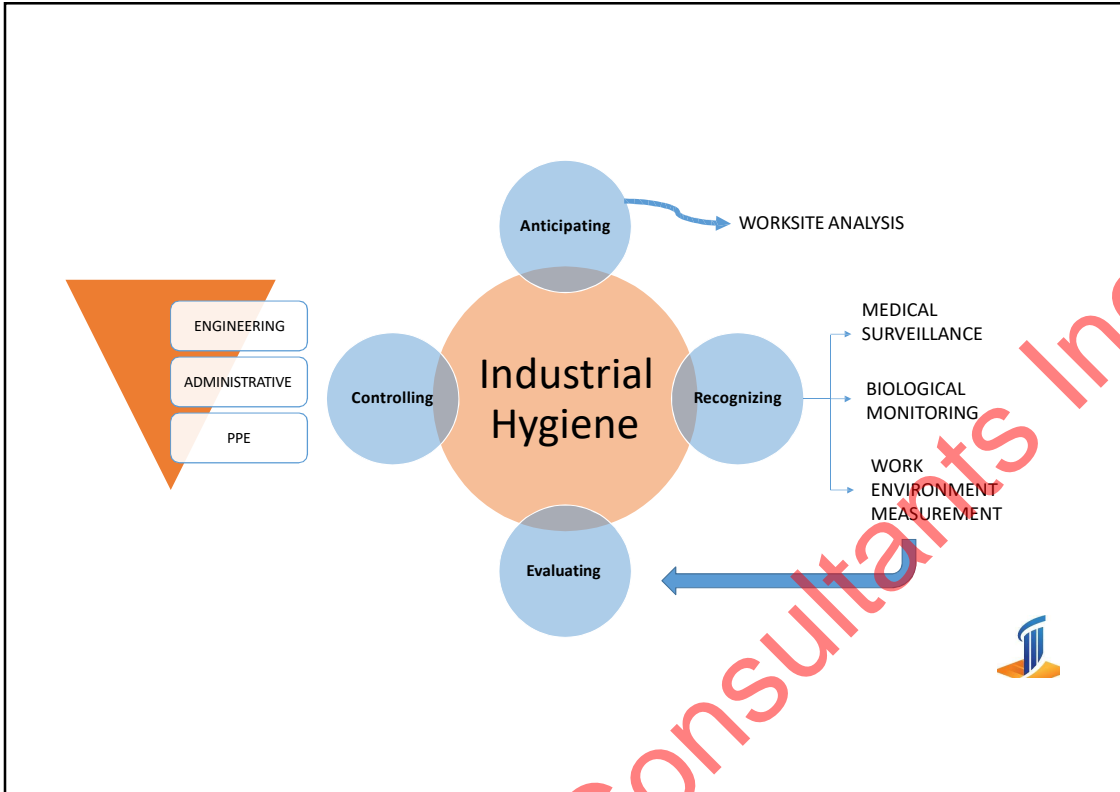 Anticipating
WORKSITE ANALYSIS
ENGINEERING
ADMINISTRATIVE
PPE
Controlling
Industrial
Hygiene
Recognizing
MEDICAL
SURVEILLANCE
BIOLOGICAL
MONITORING
WORK
ENVIRONMENT
MEASUREMENT
Evaluating
Consultants